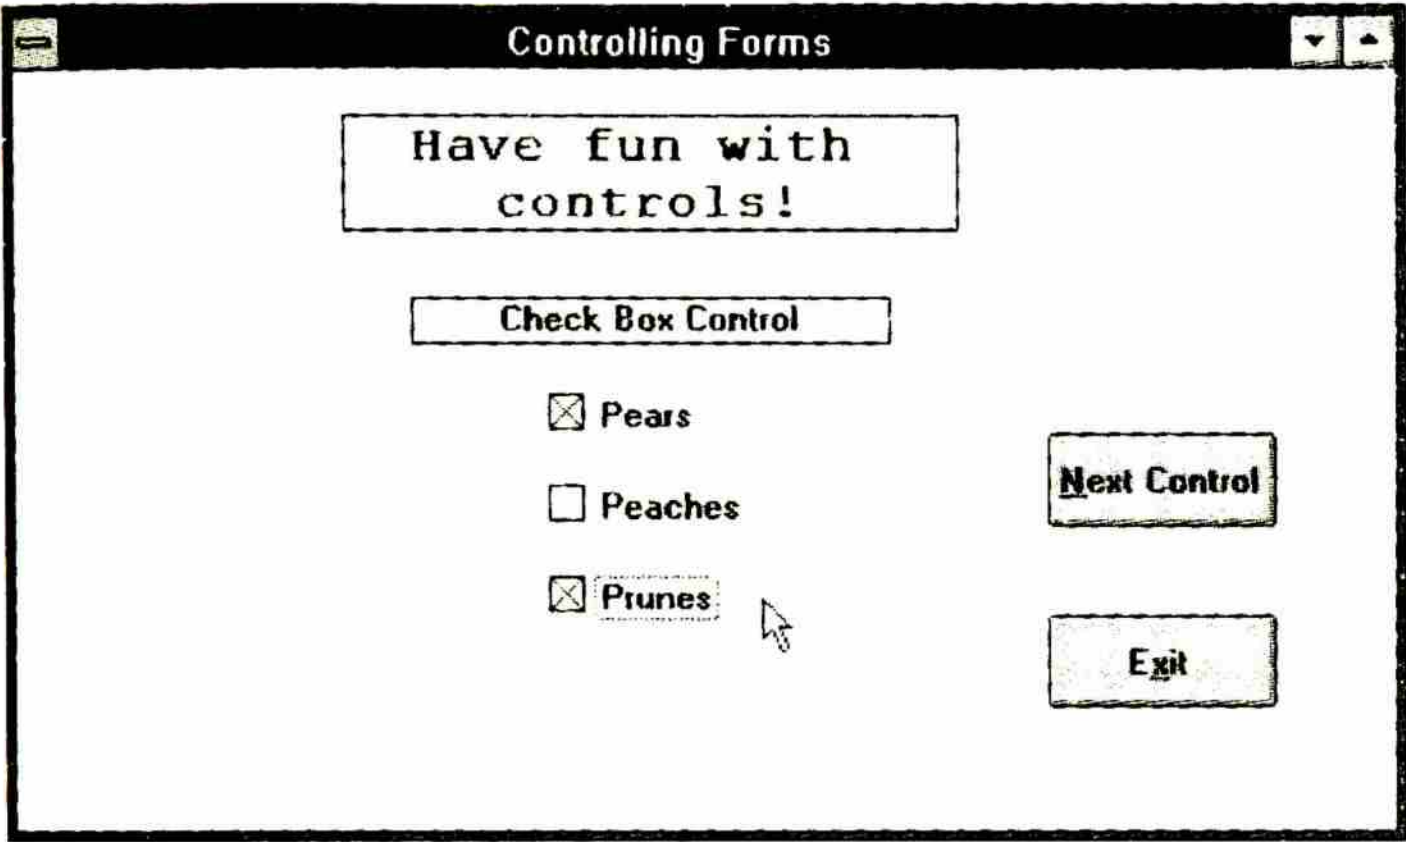 Controlling Forms
Have fun with
controls!
Check Box Control
Pears
Peaches
Next Control
Prunes
Exit